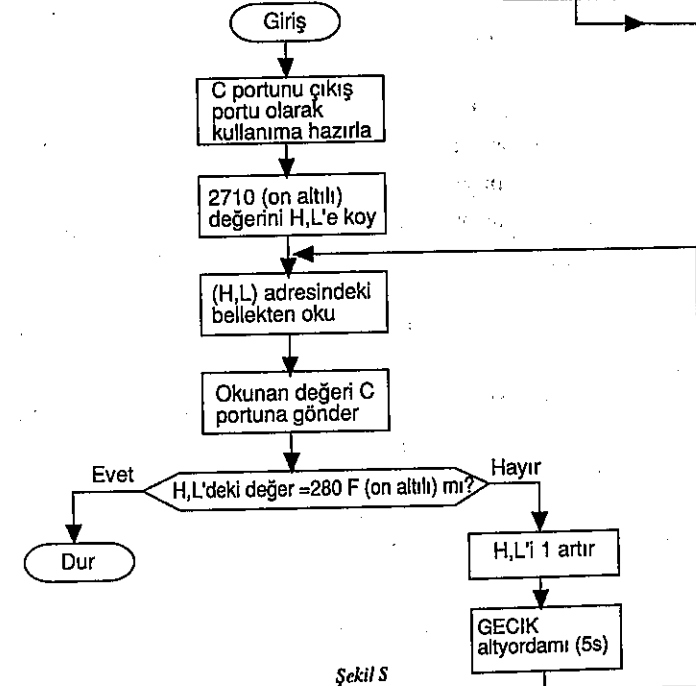 Giriş
C portunu çıkış
portu olarak
kullanıma hazırla
2710 (on altılı)
değerini H,L'e koy
(H,L) adresindeki
bellekten oku
Okunan değeri C
portuna gönder
Evet
H,L'deki değer =280 F (on altılı) mı?
Hayır
Dur
H,L'i 1 artır
GECIK
altyordamı (5s)
Şekil S